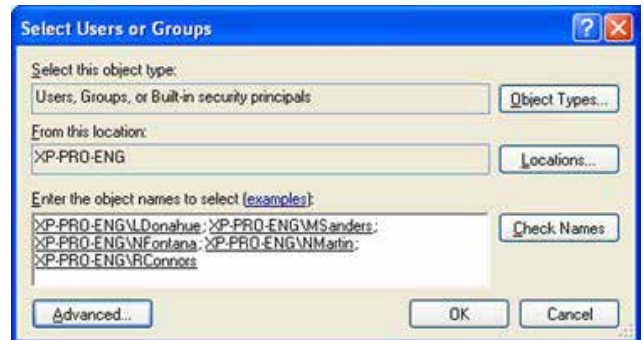 Select Users or Groups
Select this object type:
Users, Groups, or Built-in security principals
Object Types...
From this location:
XP-PRO-ENG
Locations...
Enter the object names to select (examples):
XP-PRO-ENG\LDonahue; XP-PRO-ENG\MSanders;
XP-PRO-ENG\NFontana; XP-PRO-ENG\NMartin;
XP-PRO-ENG\RConnors
Check Names
Advanced...
OK
Cancel